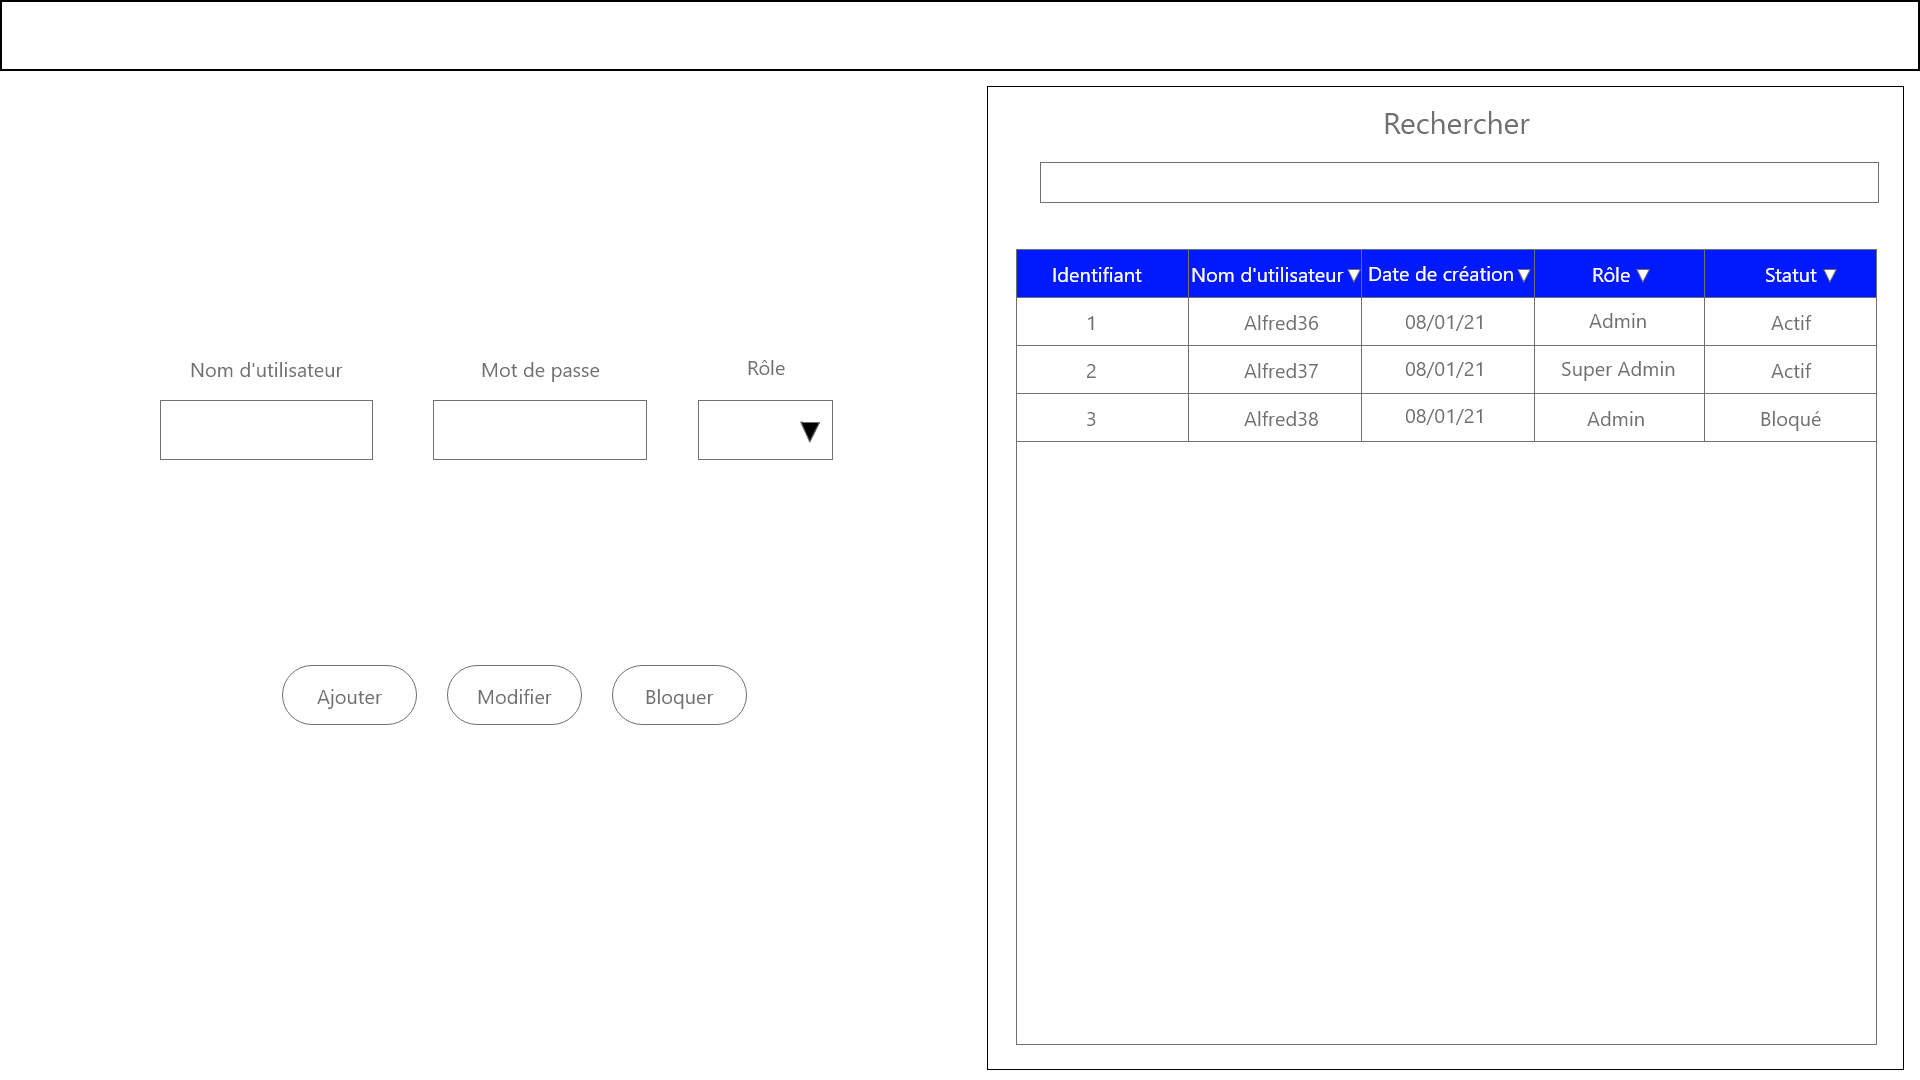 Rechercher
Identifiant Nom d'utilisateur ▼ Date de création ▼ Rôle ▼ Statut ▼
1 Alfred36 08/01/21 Admin Actif
2 Alfred37 08/01/21 Super Admin Actif
3 Alfred38 08/01/21 Admin Bloqué
Nom d'utilisateur Mot de passe Rôle
▼
Ajouter Modifier Bloquer